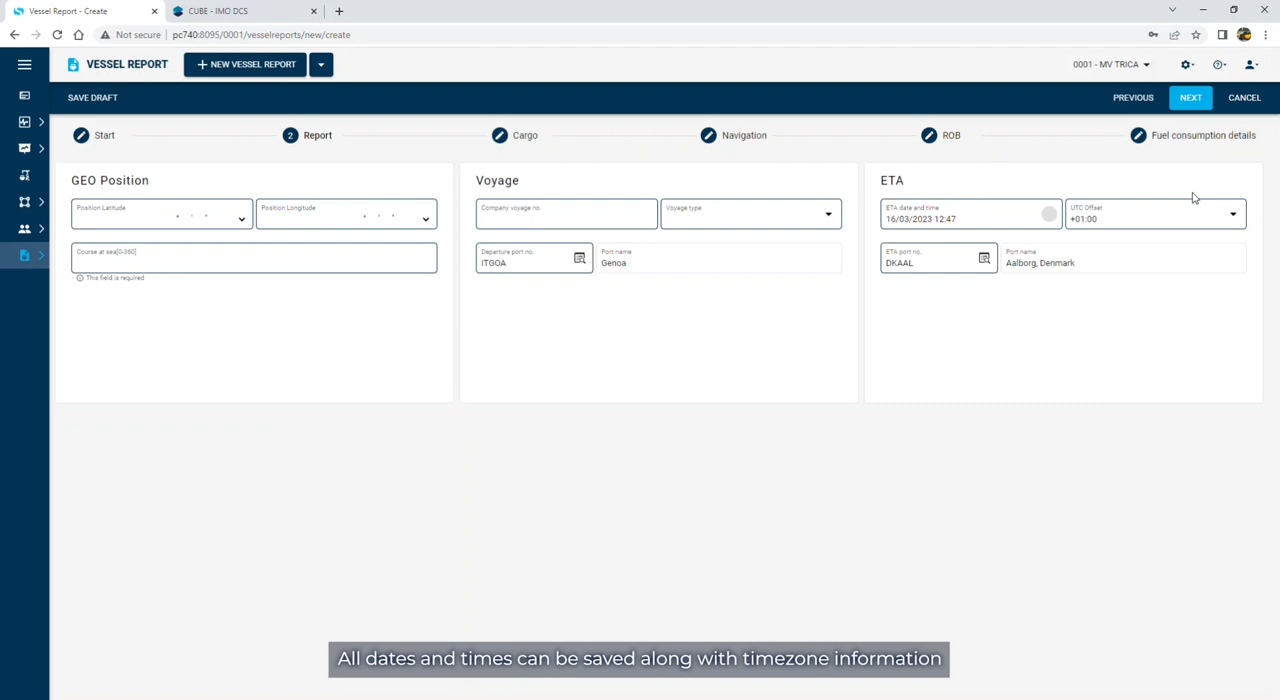 Vessel Report - Create
CUBE - IMO DCS
Not secure
pc740:8095/0001/vesselreports/new/create
VESSEL REPORT
NEW VESSEL REPORT
0001 - MV TRICA
SAVE DRAFT
PREVIOUS
NEXT
CANCEL
Start
2 Report
Cargo
Navigation
ROB
Fuel consumption details
GEO Position
Position Latitude
Position Longitude
Course at sea[0-360]
This field is required
Voyage
Company voyage no.
Voyage type
Departure port no.
ITGOA
Port name
Genoa
ETA
ETA date and time
16/03/2023 12:47
UTC Offset
+01:00
ETA port no.
DKAAL
Port name
Aalborg, Denmark
All dates and times can be saved along with timezone information